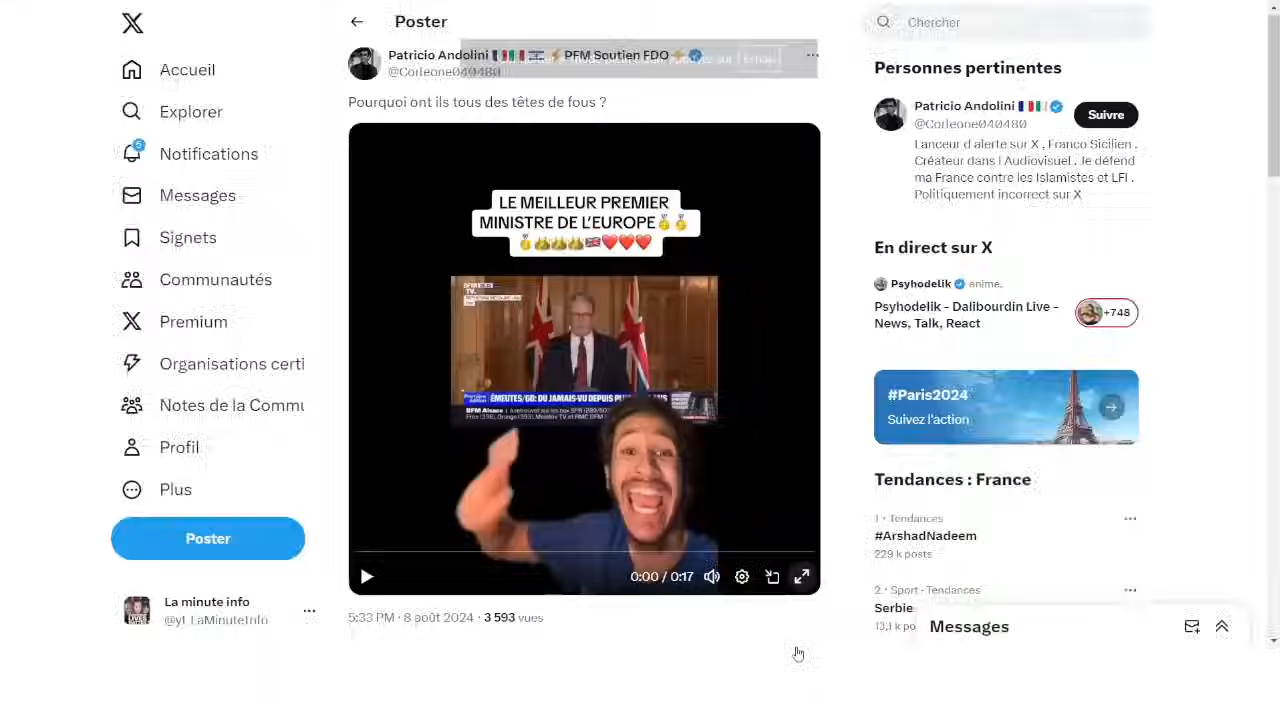 Accueil
Explorer
5
Notifications
Messages
Signets
Communautés
Premium
Organisations certi
Notes de la Commu
Profil
Plus
Poster
La minute info
@yt_LaMinuteInfo
Poster
Patricio Andolini PFM Soutien FDO
@Corleone040480
Pourquoi ont ils tous des têtes de fous ?
LE MEILLEUR PREMIER
MINISTRE DE L'EUROPE🥇🥇
🥇👑👑👑🇬🇧❤️❤️❤️
Première édition
ÉMEUTES/GB: DU JAMAIS-VU DEPUIS
BFM Alsace
0:00 / 0:17
5:33 PM · 8 août 2024 · 3 593 vues
Chercher
Personnes pertinentes
Patricio Andolini
@Corleone040480
Suivre
Lanceur d alerte sur X , Franco Sicilien .
Créateur dans l Audiovisuel . Je défend
ma France contre les Islamistes et LFI .
Politiquement incorrect sur X
En direct sur X
Psyhodelik anime.
Psyhodelik - Dalibourdin Live -
News, Talk, React
+748
#Paris2024
Suivez l'action
Tendances : France
1 · Tendances
#ArshadNadeem
229 k posts
2 · Sport · Tendances
Serbie
13,1 k po
Messages